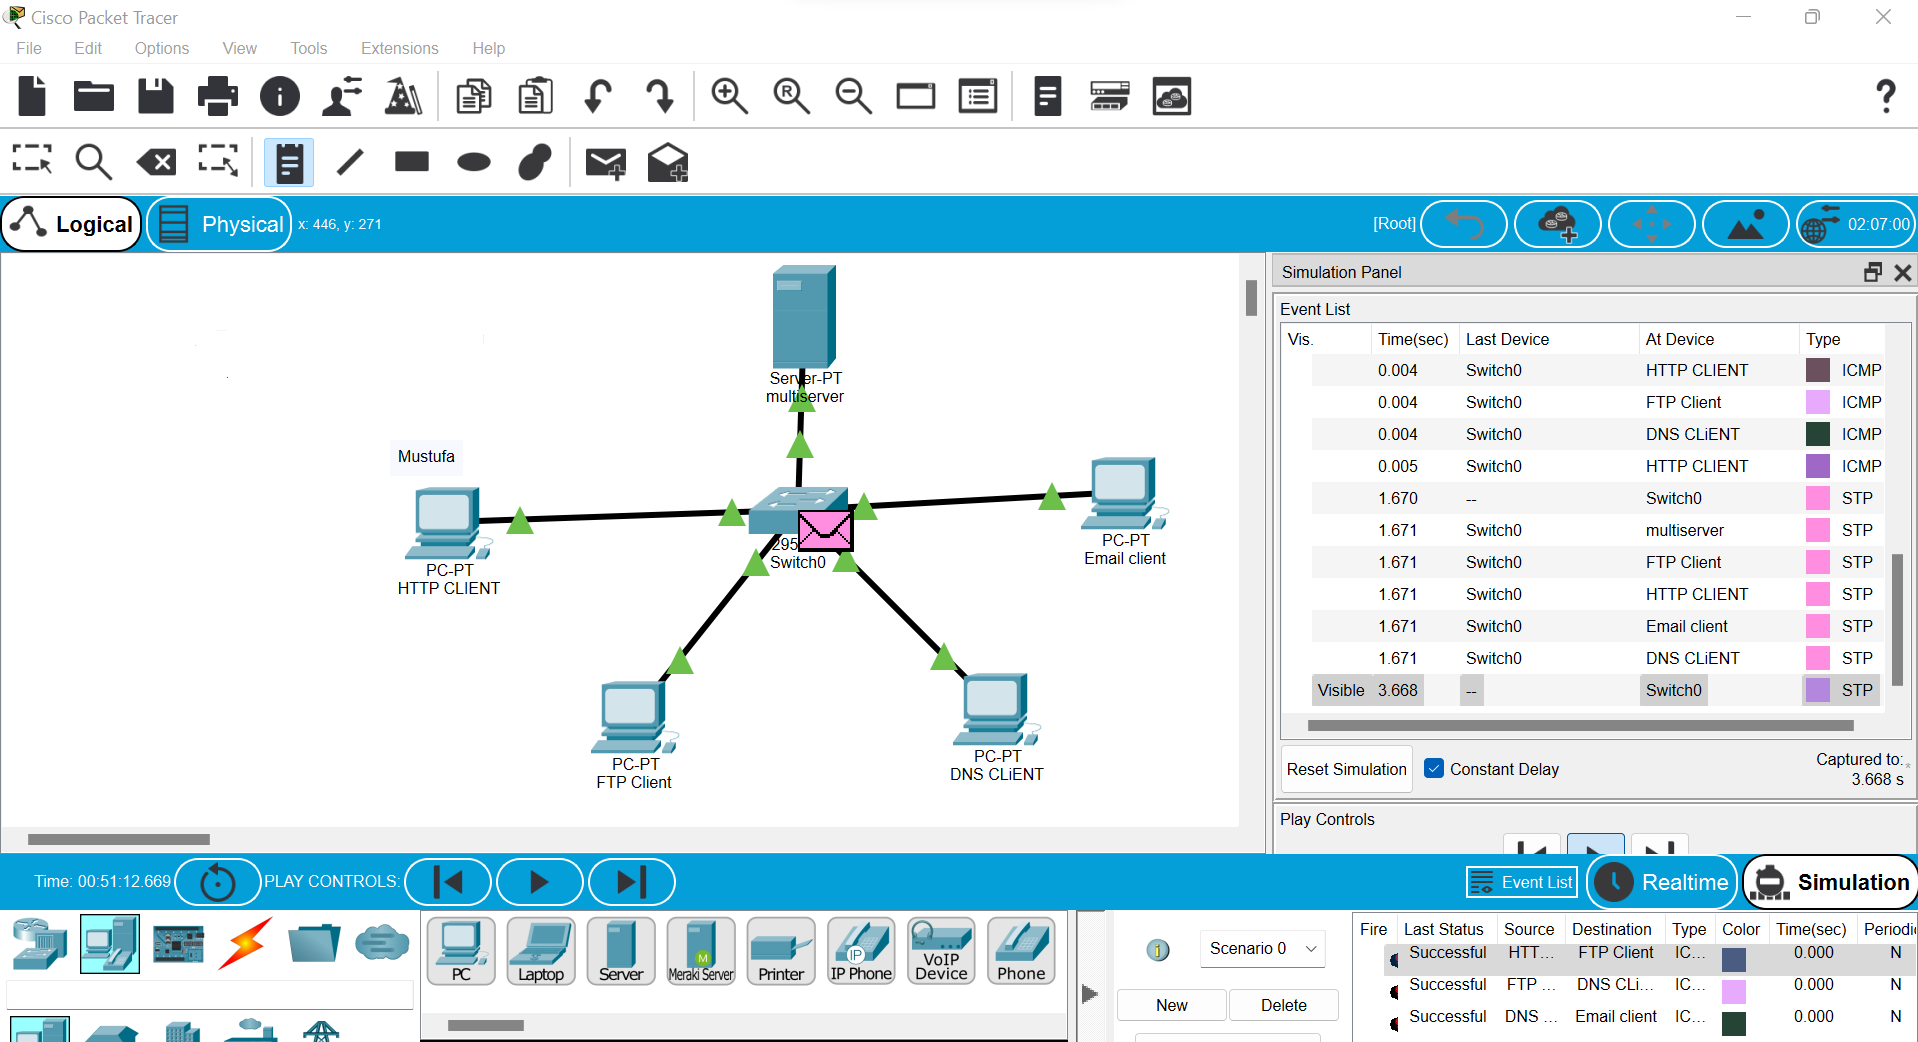 Cisco Packet Tracer
File Edit Options View Tools Extensions Help
Logical Physical x: 446, y: 271 [Root] 02:07:00
Server-PT
multiserver
Mustufa
PC-PT
HTTP CLIENT
295
Switch0
PC-PT
Email client
PC-PT
FTP Client
PC-PT
DNS CLiENT
Simulation Panel
Event List
Vis. Time(sec) Last Device At Device Type
0.004 Switch0 HTTP CLIENT ICMP
0.004 Switch0 FTP Client ICMP
0.004 Switch0 DNS CLiENT ICMP
0.005 Switch0 HTTP CLIENT ICMP
1.670 -- Switch0 STP
1.671 Switch0 multiserver STP
1.671 Switch0 FTP Client STP
1.671 Switch0 HTTP CLIENT STP
1.671 Switch0 Email client STP
1.671 Switch0 DNS CLiENT STP
Visible 3.668 -- Switch0 STP
Reset Simulation Constant Delay Captured to:*
3.668 s
Play Controls
Time: 00:51:12.669 PLAY CONTROLS: Event List Realtime Simulation
PC Laptop Server Meraki Server Printer IP Phone VoIP Device Phone
M
IP
Scenario 0
New Delete
Fire Last Status Source Destination Type Color Time(sec) Periodic
Successful HTT... FTP Client IC... 0.000 N
Successful FTP ... DNS CLi... IC... 0.000 N
Successful DNS ... Email client IC... 0.000 N